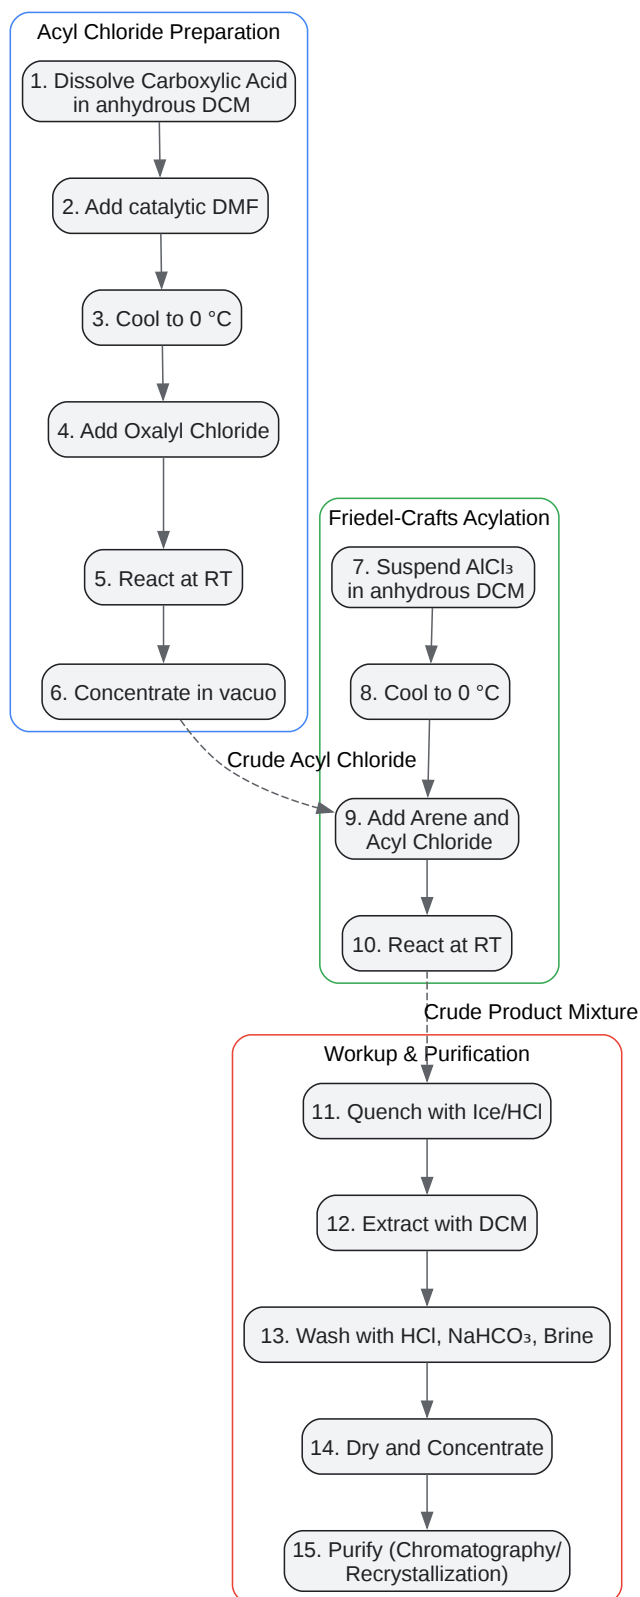 Acyl Chloride Preparation
1. Dissolve Carboxylic Acid
in anhydrous DCM
2. Add catalytic DMF
3. Cool to 0 °C
4. Add Oxalyl Chloride
5. React at RT
6. Concentrate in vacuo
Crude Acyl Chloride
Friedel-Crafts Acylation
7. Suspend AlCl₃
in anhydrous DCM
8. Cool to 0 °C
9. Add Arene and
Acyl Chloride
10. React at RT
Crude Product Mixture
Workup & Purification
11. Quench with Ice/HCl
12. Extract with DCM
13. Wash with HCl, NaHCO₃, Brine
14. Dry and Concentrate
15. Purify (Chromatography/
Recrystallization)